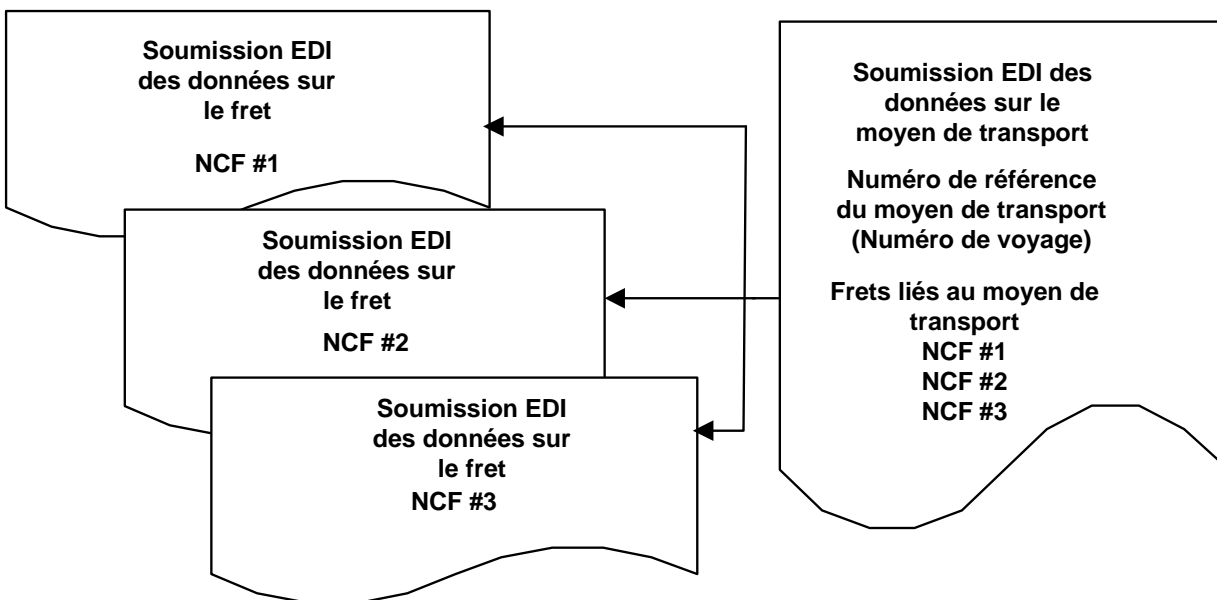 Soumission EDI
des données sur
le fret
NCF #1
Soumission EDI
des données sur
le fret
NCF #2
Soumission EDI
des données sur
le fret
NCF #3
Soumission EDI des
données sur le
moyen de transport
Numéro de référence
du moyen de transport
(Numéro de voyage)
Frets liés au moyen de
transport
NCF #1
NCF #2
NCF #3